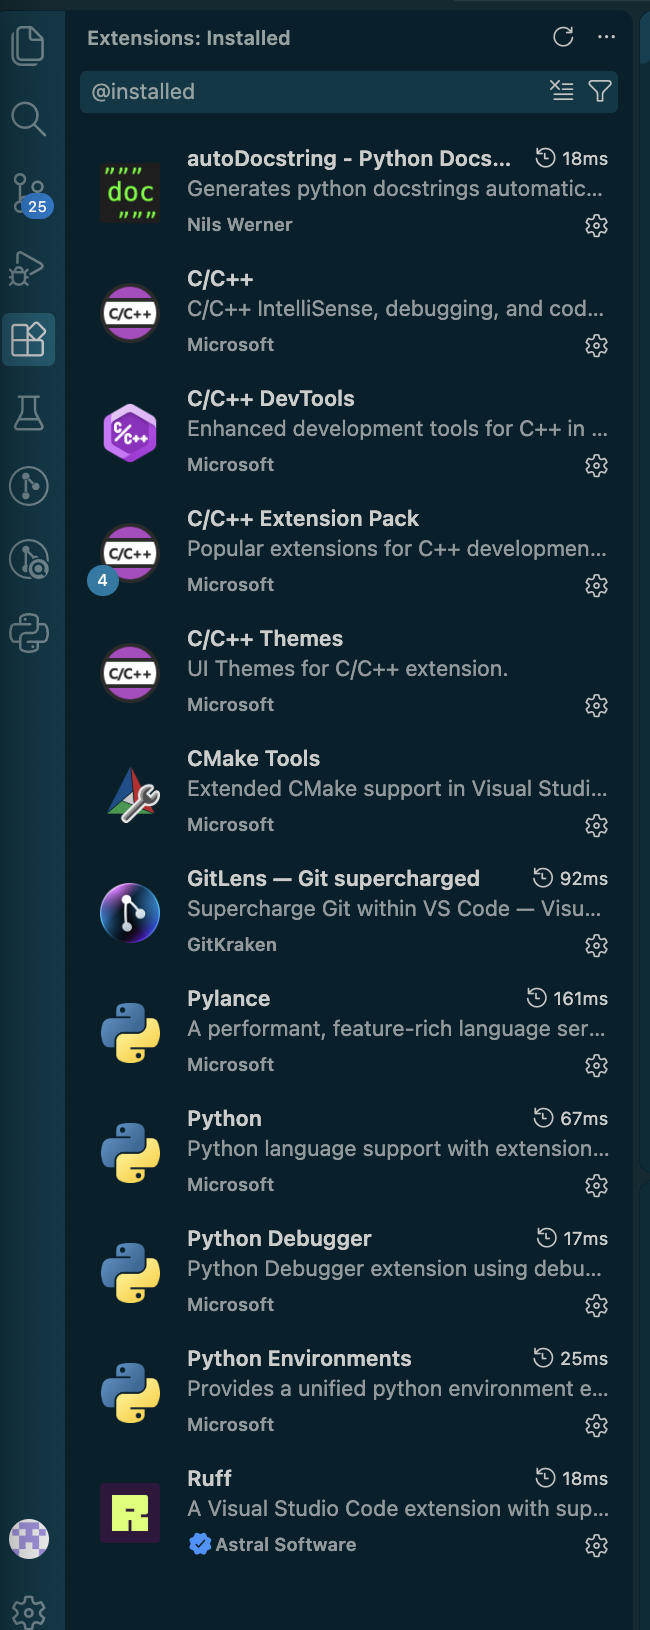 Extensions: Installed
@installed
autoDocstring - Python Docs... 18ms
Generates python docstrings automatic...
Nils Werner
25
C/C++
C/C++ IntelliSense, debugging, and cod...
Microsoft
C/C++ DevTools
Enhanced development tools for C++ in ...
Microsoft
C/C++ Extension Pack
Popular extensions for C++ developmen...
4
Microsoft
C/C++ Themes
UI Themes for C/C++ extension.
Microsoft
CMake Tools
Extended CMake support in Visual Studi...
Microsoft
GitLens — Git supercharged 92ms
Supercharge Git within VS Code — Visu...
GitKraken
Pylance 161ms
A performant, feature-rich language ser...
Microsoft
Python 67ms
Python language support with extension...
Microsoft
Python Debugger 17ms
Python Debugger extension using debu...
Microsoft
Python Environments 25ms
Provides a unified python environment e...
Microsoft
Ruff 18ms
A Visual Studio Code extension with sup...
Astral Software
"""
doc
"""
C/C++
C/C++
C/C++
C/C++
R